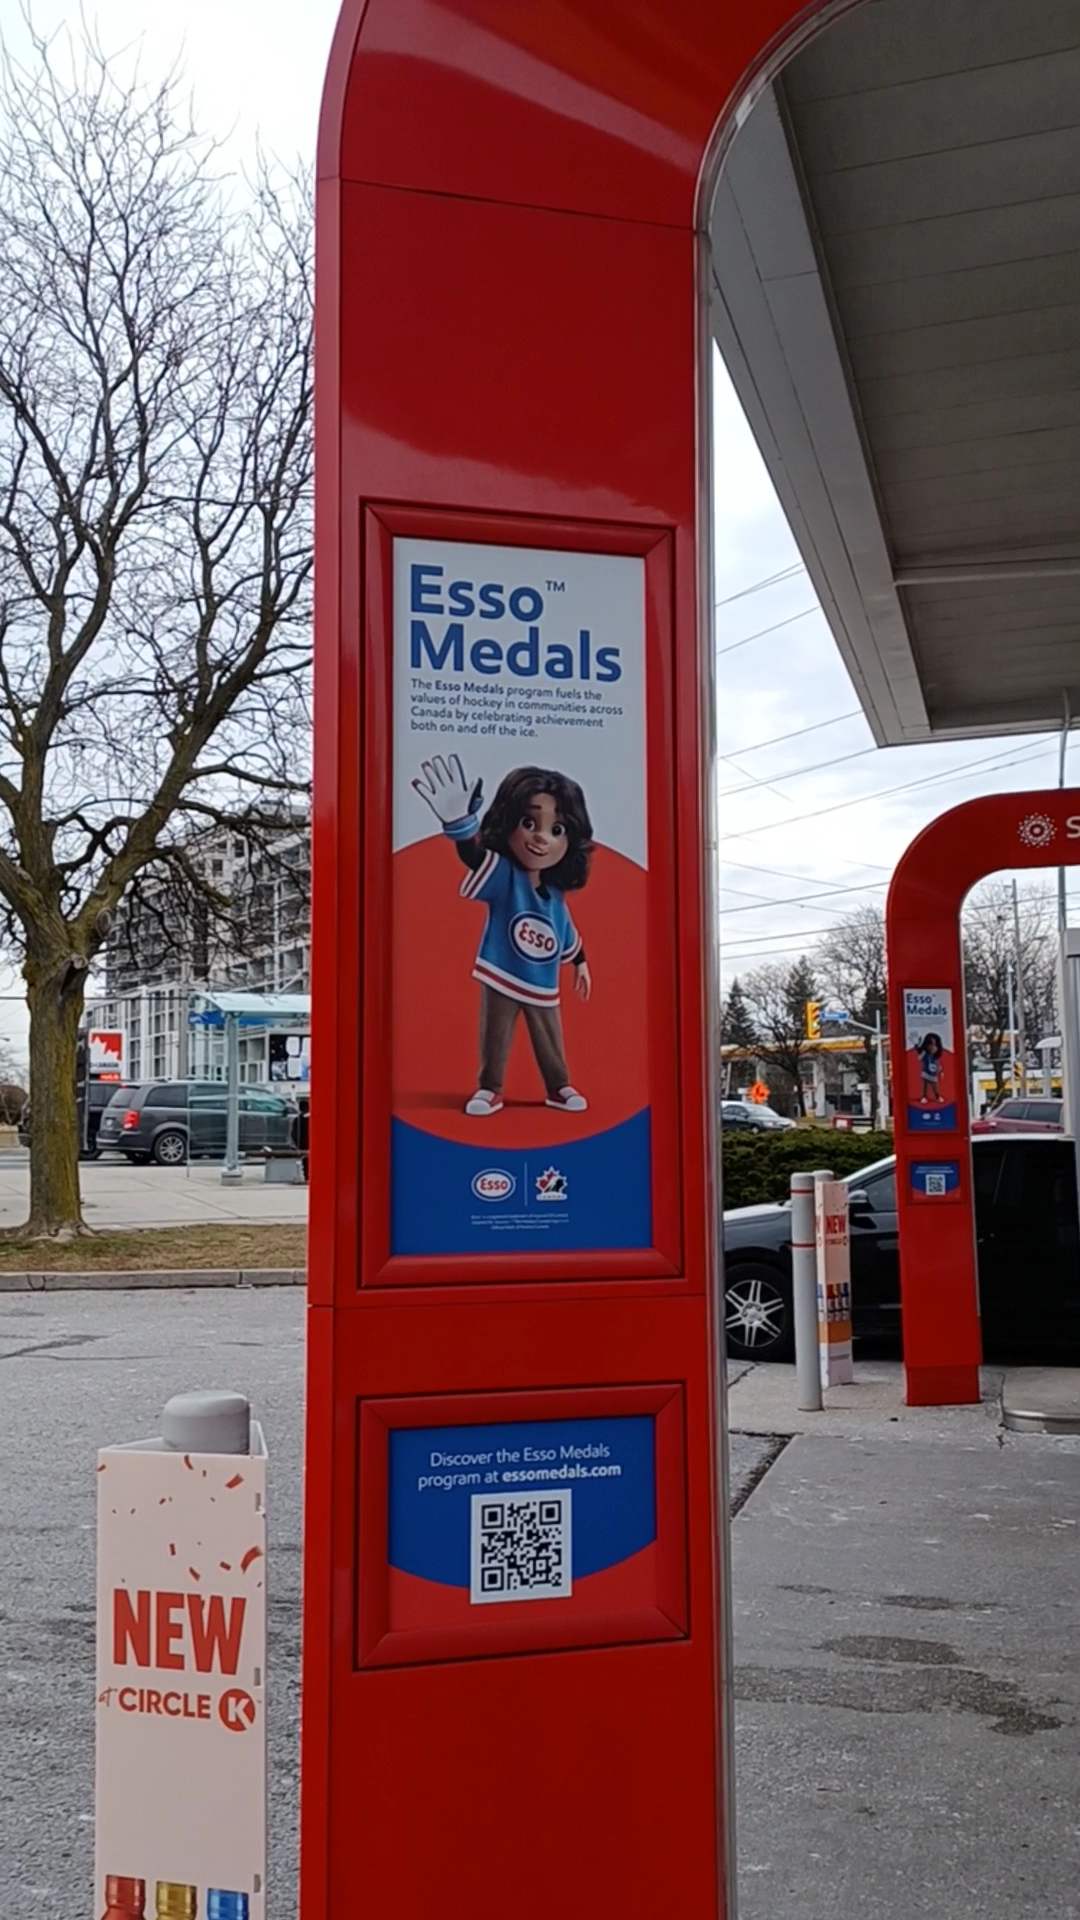 Esso™
Medals
The Esso Medals program fuels the
values of hockey in communities across
Canada by celebrating achievement
both on and off the ice.
Esso
Esso
Discover the Esso Medals
program at essomedals.com
NEW
at CIRCLE K
Esso
Medals
NEW
S